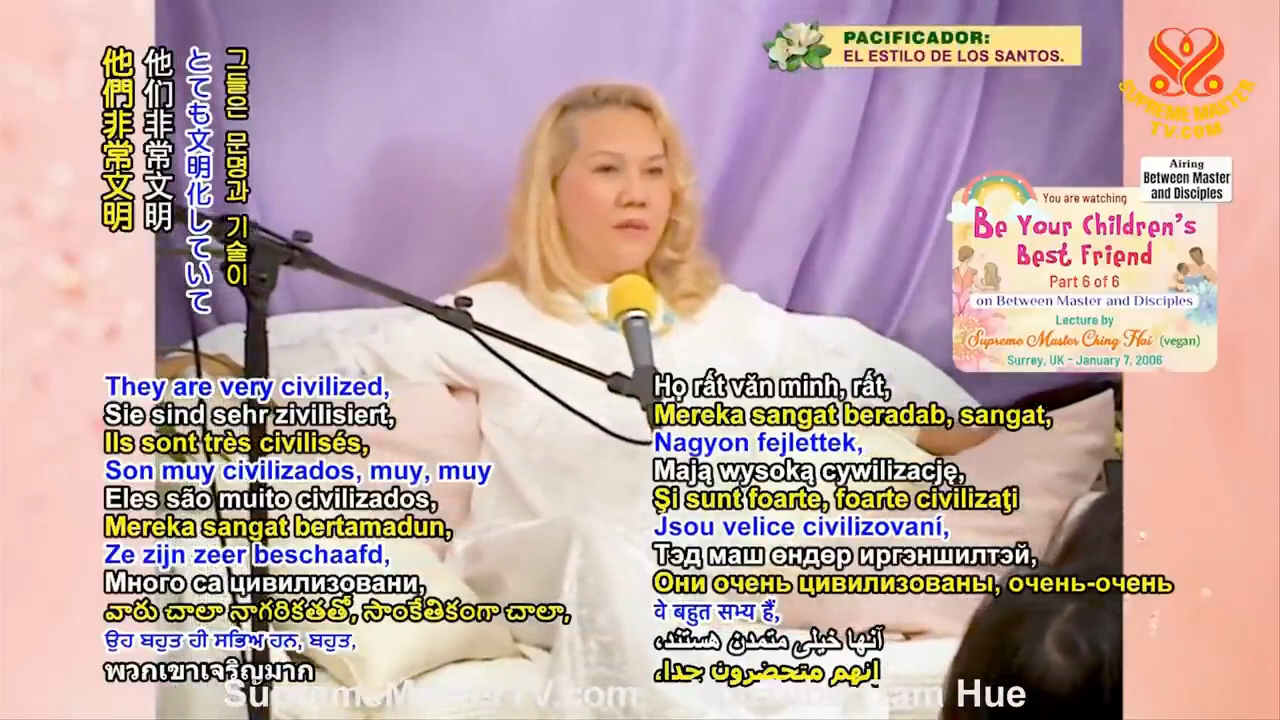 PACIFICADOR:
EL ESTILO DE LOS SANTOS.
SUPREME MASTER
TV.COM
Airing
Between Master
and Disciples
You are watching
Be Your Children's
Best Friend
Part 6 of 6
on Between Master and Disciples
Lecture by
Supreme Master Ching Hai (vegan)
Surrey, UK - January 7, 2006
他們非常文明
他们非常文明
とても文明化していて
그들은 문명과 기술이
They are very civilized,
Sie sind sehr zivilisiert,
Ils sont très civilisés,
Son muy civilizados, muy, muy
Eles são muito civilizados,
Mereka sangat bertamadun,
Ze zijn zeer beschaafd,
Много са цивилизовани,
వారు చాలా నాగరికతతో, సాంకేతికంగా చాలా,
ਉਹ ਬਹੁਤ ਹੀ ਸਭਿਅ ਹਨ, ਬਹੁਤ,
พวกเขาเจริญมาก
Họ rất văn minh, rất,
Mereka sangat beradab, sangat,
Nagyon fejlettek,
Mają wysoką cywilizację,
Şi sunt foarte, foarte civilizaţi
Jsou velice civilizovaní,
Тэд маш өндөр иргэншилтэй,
Они очень цивилизованы, очень-очень
वे बहुत सभ्य हैं,
آنها خیلی متمدن هستند،
إنهم متحضرون جدا،
SupremeMasterTV.com Hue